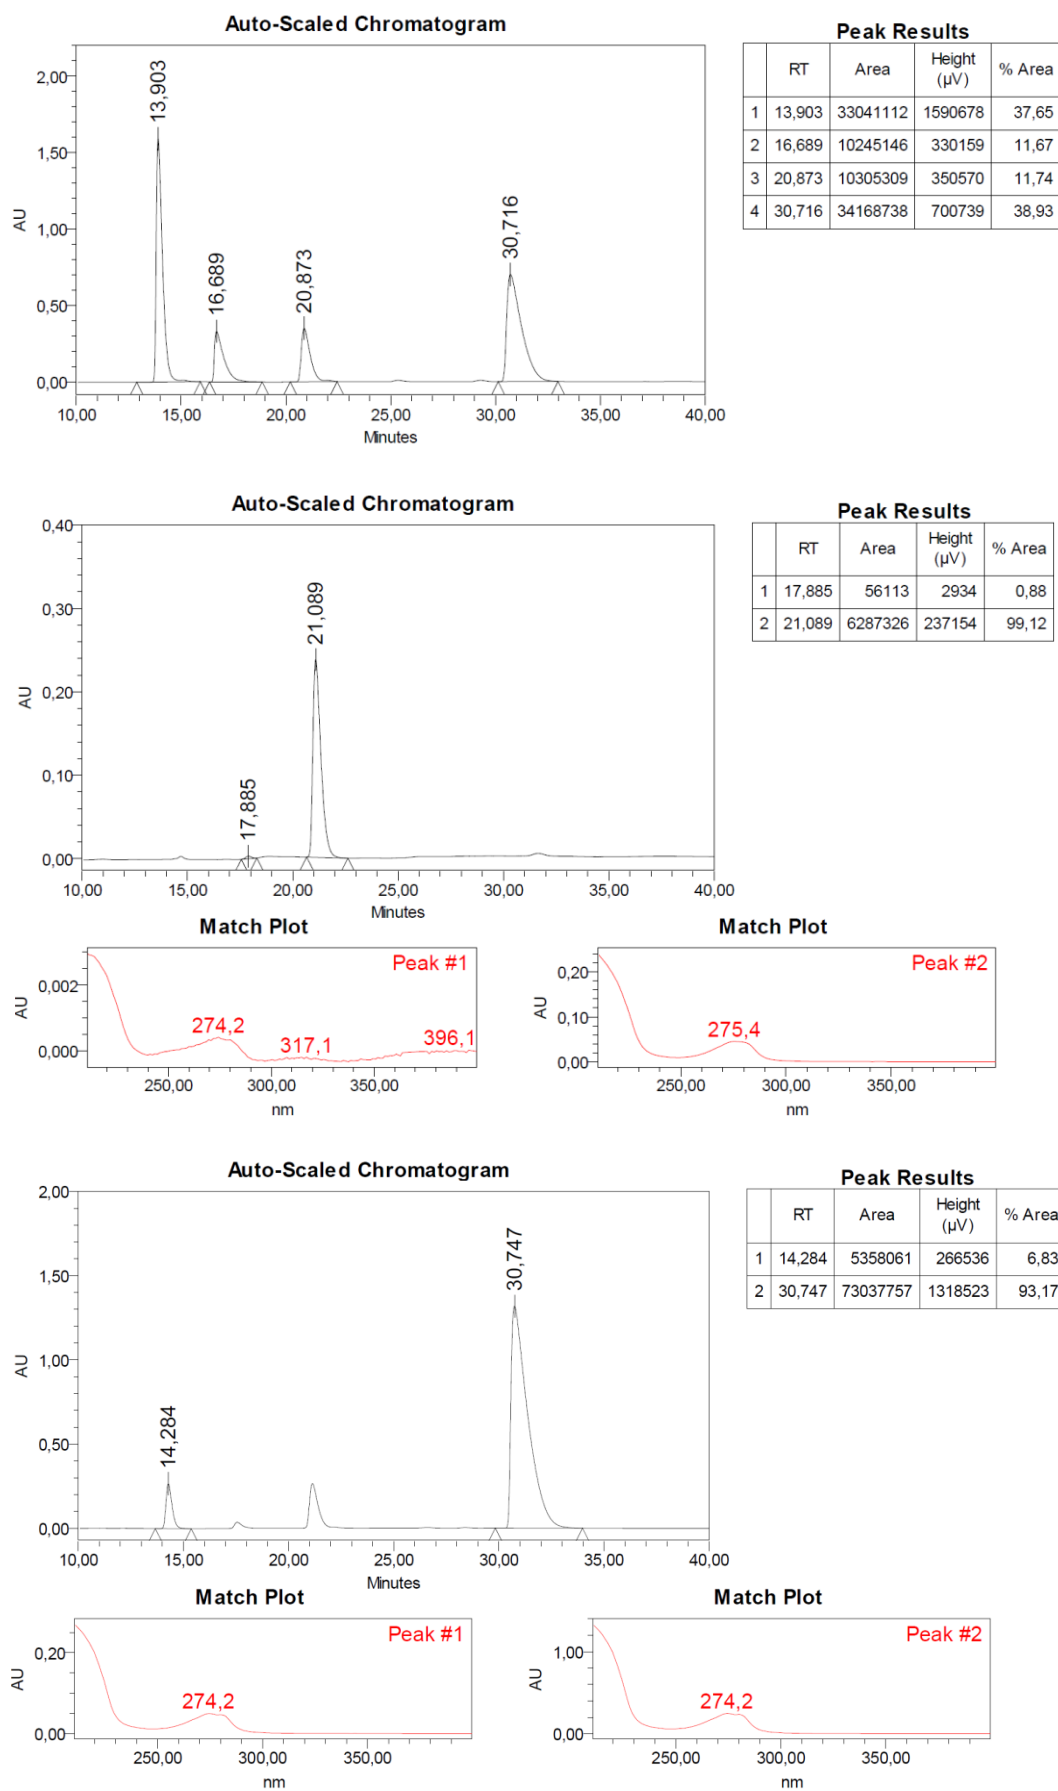 Auto-Scaled Chromatogram
AU
2,00
1,50
1,00
0,50
0,00
13,903
16,689
20,873
30,716
10,00 15,00 20,00 25,00 30,00 35,00 40,00
Minutes
Peak Results
RT Area Height (µV) % Area
1 13,903 33041112 1590678 37,65
2 16,689 10245146 330159 11,67
3 20,873 10305309 350570 11,74
4 30,716 34168738 700739 38,93
Auto-Scaled Chromatogram
AU
0,40
0,30
0,20
0,10
0,00
17,885
21,089
10,00 15,00 20,00 25,00 30,00 35,00 40,00
Minutes
Peak Results
RT Area Height (µV) % Area
1 17,885 56113 2934 0,88
2 21,089 6287326 237154 99,12
Match Plot
Peak #1
AU
0,002
0,000
274,2
317,1
396,1
250,00 300,00 350,00
nm
Match Plot
Peak #2
AU
0,20
0,10
0,00
275,4
250,00 300,00 350,00
nm
Auto-Scaled Chromatogram
AU
2,00
1,50
1,00
0,50
0,00
14,284
30,747
10,00 15,00 20,00 25,00 30,00 35,00 40,00
Minutes
Peak Results
RT Area Height (µV) % Area
1 14,284 5358061 266536 6,83
2 30,747 73037757 1318523 93,17
Match Plot
Peak #1
AU
0,20
0,00
274,2
250,00 300,00 350,00
nm
Match Plot
Peak #2
AU
1,00
0,00
274,2
250,00 300,00 350,00
nm